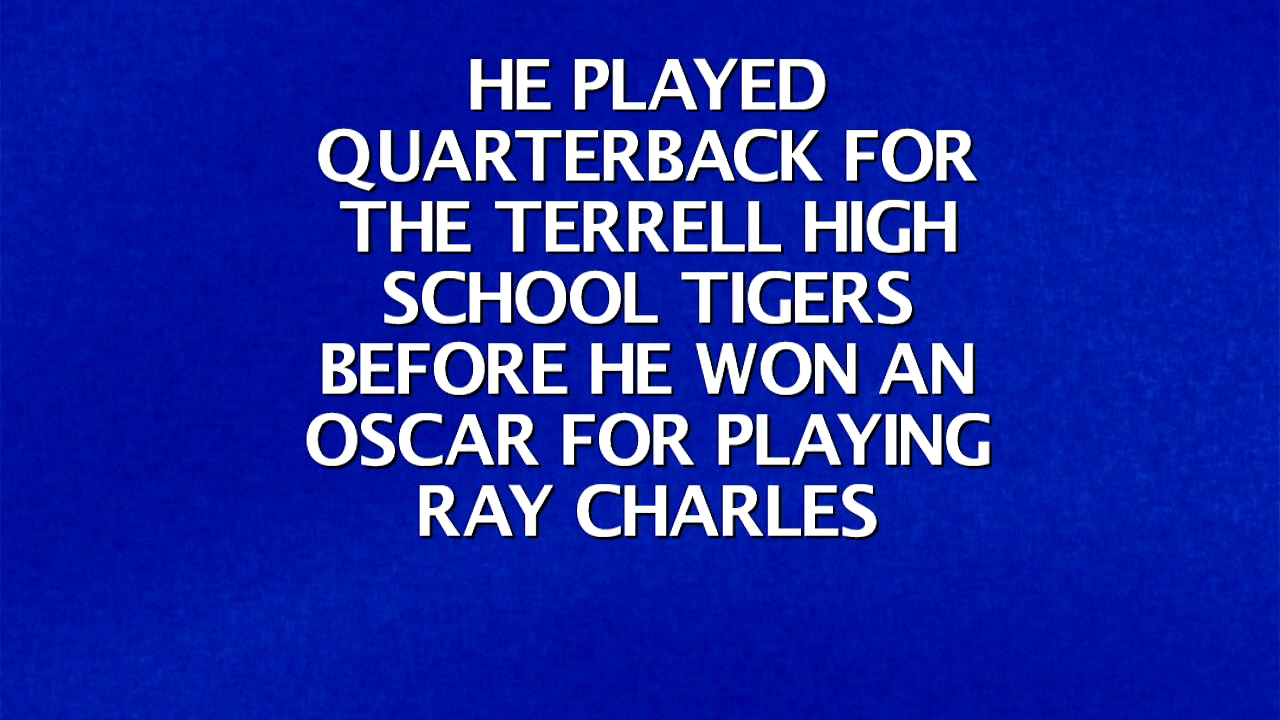 HE PLAYED
QUARTERBACK FOR
THE TERRELL HIGH
SCHOOL TIGERS
BEFORE HE WON AN
OSCAR FOR PLAYING
RAY CHARLES